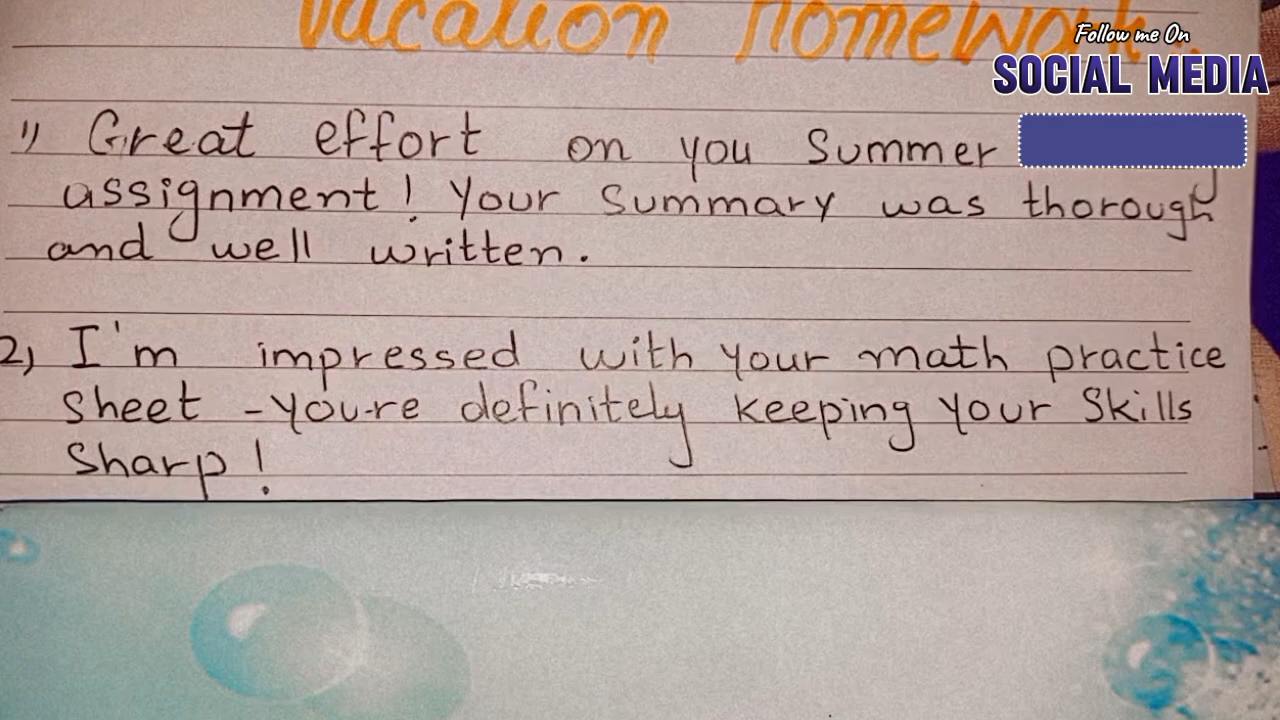 Vacation Homework
Follow me On
SOCIAL MEDIA
1) Great effort on you Summer
assignment! Your Summary was thorough
and well written.
2) I'm impressed with your math practice
Sheet -you-re definitely keeping your Skills
Sharp!